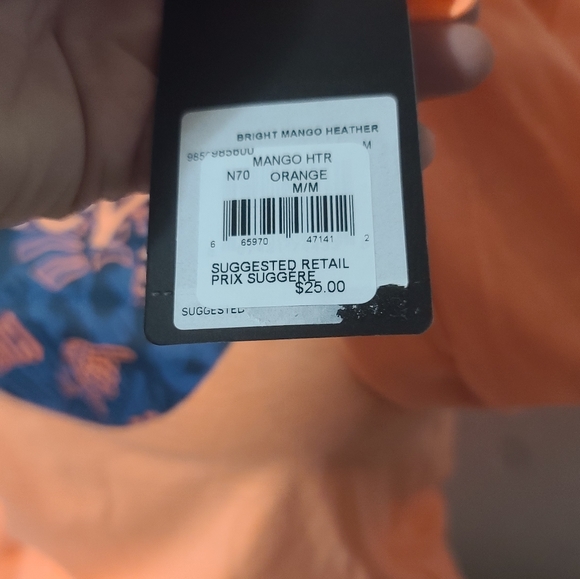 BRIGHT MANGO HEATHER
M
MANGO HTR
N70 ORANGE
M/M
6 65970 47141 2
SUGGESTED RETAIL
PRIX SUGGERE
$25.00
SUGGESTED